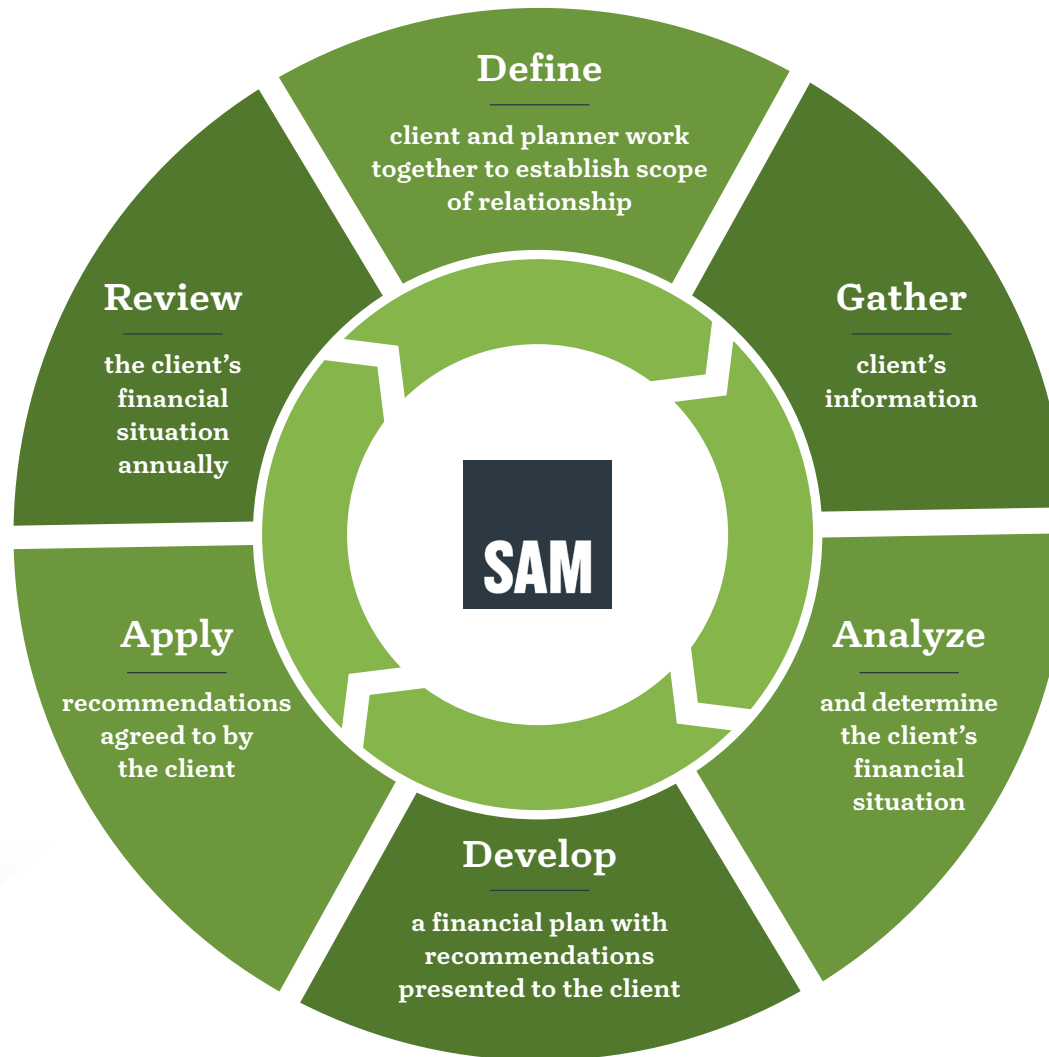 Define
client and planner work
together to establish scope
of relationship
Gather
client's
information
Analyze
and determine
the client's
financial
situation
Develop
a financial plan with
recommendations
presented to the client
Apply
recommendations
agreed to by
the client
Review
the client's
financial
situation
annually
SAM